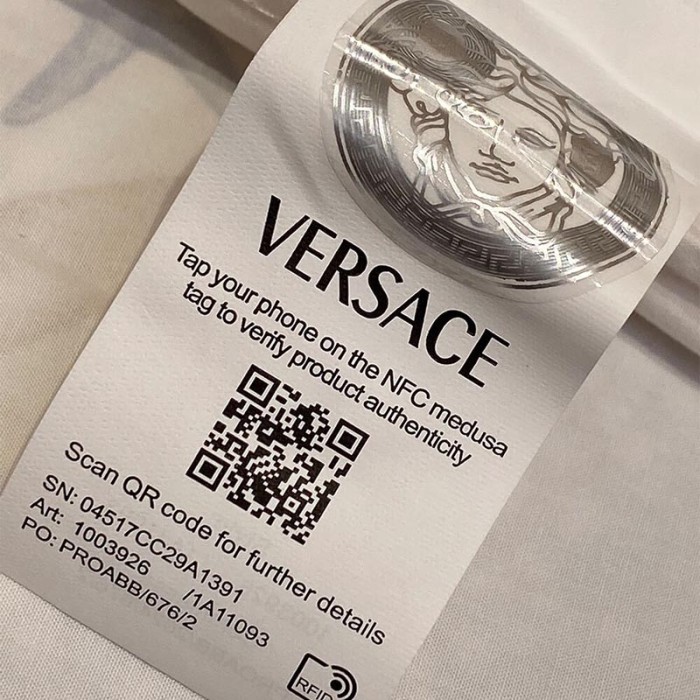 VERSACE
Tap your phone on the NFC medusa
tag to verify product authenticity
Scan QR code for further details
SN: 04517CC29A1391
Art: 1003926 /1A11093
PO: PROABB/676/2
RFID